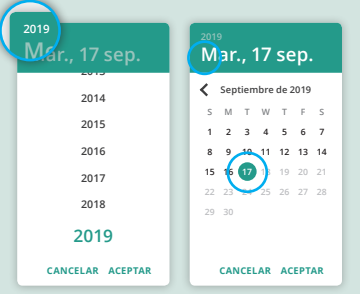 2019
Mar., 17 sep.
2013
2014
2015
2016
2017
2018
2019
CANCELAR ACEPTAR
2019
Mar., 17 sep.
Septiembre de 2019
S M T W T F S
1 2 3 4 5 6 7
8 9 10 11 12 13 14
15 16 17 18 19 20 21
22 23 24 25 26 27 28
29 30
CANCELAR ACEPTAR